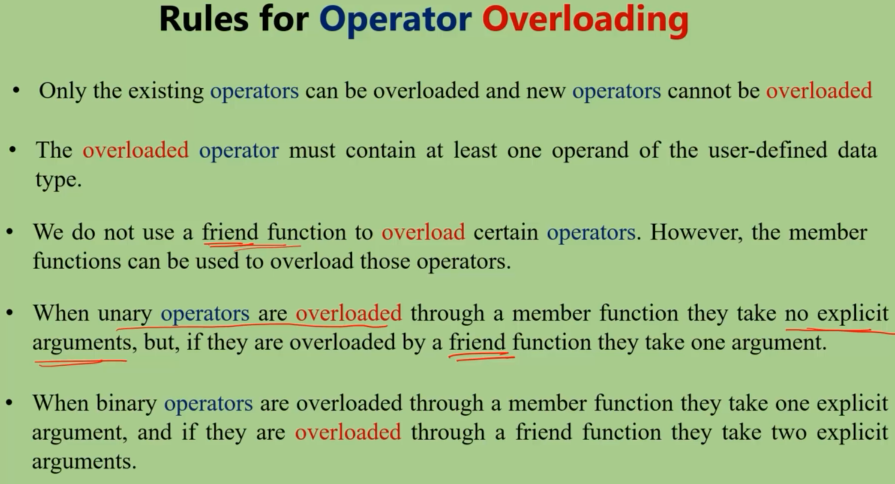 Rules for Operator Overloading
• Only the existing operators can be overloaded and new operators cannot be overloaded
• The overloaded operator must contain at least one operand of the user-defined data
type.
• We do not use a friend function to overload certain operators. However, the member
functions can be used to overload those operators.
• When unary operators are overloaded through a member function they take no explicit
arguments, but, if they are overloaded by a friend function they take one argument.
• When binary operators are overloaded through a member function they take one explicit
argument, and if they are overloaded through a friend function they take two explicit
arguments.